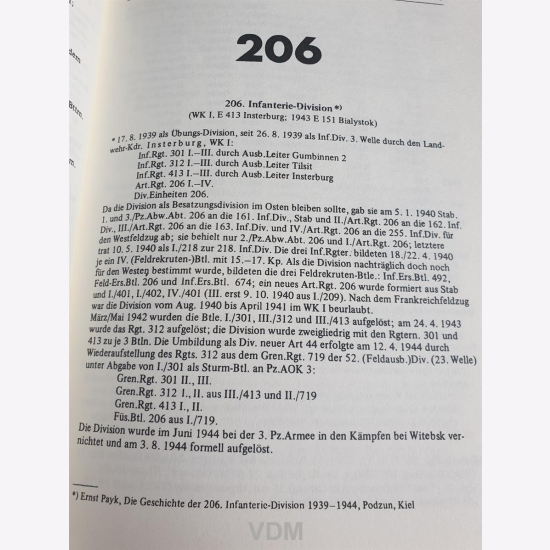 dem
Btrn.
206
206. Infanterie-Division *)
(WK I, E 413 Insterburg; 1943 E 151 Bialystok)
* 17. 8. 1939 als Übungs-Division, seit 26. 8. 1939 als Inf.Div. 3. Welle durch den Land-
wehr-Kdr. Insterburg, WK I:
Inf.Rgt. 301 I.–III. durch Ausb.Leiter Gumbinnen 2
Inf.Rgt. 312 I.–III. durch Ausb.Leiter Tilsit
Inf.Rgt. 413 I.–III. durch Ausb.Leiter Insterburg
Art.Rgt. 206 I.–IV.
Div.Einheiten 206.
Da die Division als Besatzungsdivision im Osten bleiben sollte, gab sie am 5. 1. 1940 Stab,
1. und 3./Pz.Abw.Abt. 206 an die 161. Inf.Div., Stab und II./Art.Rgt. 206 an die 162. Inf.
Div., III./Art.Rgt. 206 an die 163. Inf.Div. und IV./Art.Rgt. 206 an die 255. Inf.Div. für
den Westfeldzug ab; sie behielt nur 2./Pz.Abw.Abt. 206 und I./Art.Rgt. 206; letztere
trat 10. 5. 1940 als I./218 zur 218. Inf.Div. Die drei Inf.Rgter. bildeten 18./22. 4. 1940
je ein IV. (Feldrekruten-)Btl. mit 15.–17. Kp. Als die Division nachträglich doch noch
für den Westen bestimmt wurde, bildeten die drei Feldrekruten-Btle.: Inf.Ers.Btl. 492,
Feld-Ers.Btl. 206 und Inf.Ers.Btl. 674; ein neues Art.Rgt. 206 wurde formiert aus Stab
und I./401, I./402, IV./401 (III. erst 9. 10. 1940 aus I./209). Nach dem Frankreichfeldzug
war die Division vom Aug. 1940 bis April 1941 im WK I beurlaubt.
März/Mai 1942 wurden die Btle. I./301, III./312 und III./413 aufgelöst; am 24. 4. 1943
wurde das Rgt. 312 aufgelöst; die Division wurde zweigliedrig mit den Rgtern. 301 und
413 zu je 3 Btln. Die Umbildung als Div. neuer Art 44 erfolgte am 12. 4. 1944 durch
Wiederaufstellung des Rgts. 312 aus dem Gren.Rgt. 719 der 52. (Feldausb.)Div. (23. Welle)
unter Abgabe von I./301 als Sturm-Btl. an Pz.AOK 3:
Gren.Rgt. 301 II., III.
Gren.Rgt. 312 I., II. aus III./413 und II./719
Gren.Rgt. 413 I., II.
Füs.Btl. 206 aus I./719.
Die Division wurde im Juni 1944 bei der 3. Pz.Armee in den Kämpfen bei Witebsk ver-
nichtet und am 3. 8. 1944 formell aufgelöst.
*) Ernst Payk, Die Geschichte der 206. Infanterie-Division 1939–1944, Podzun, Kiel
VDM